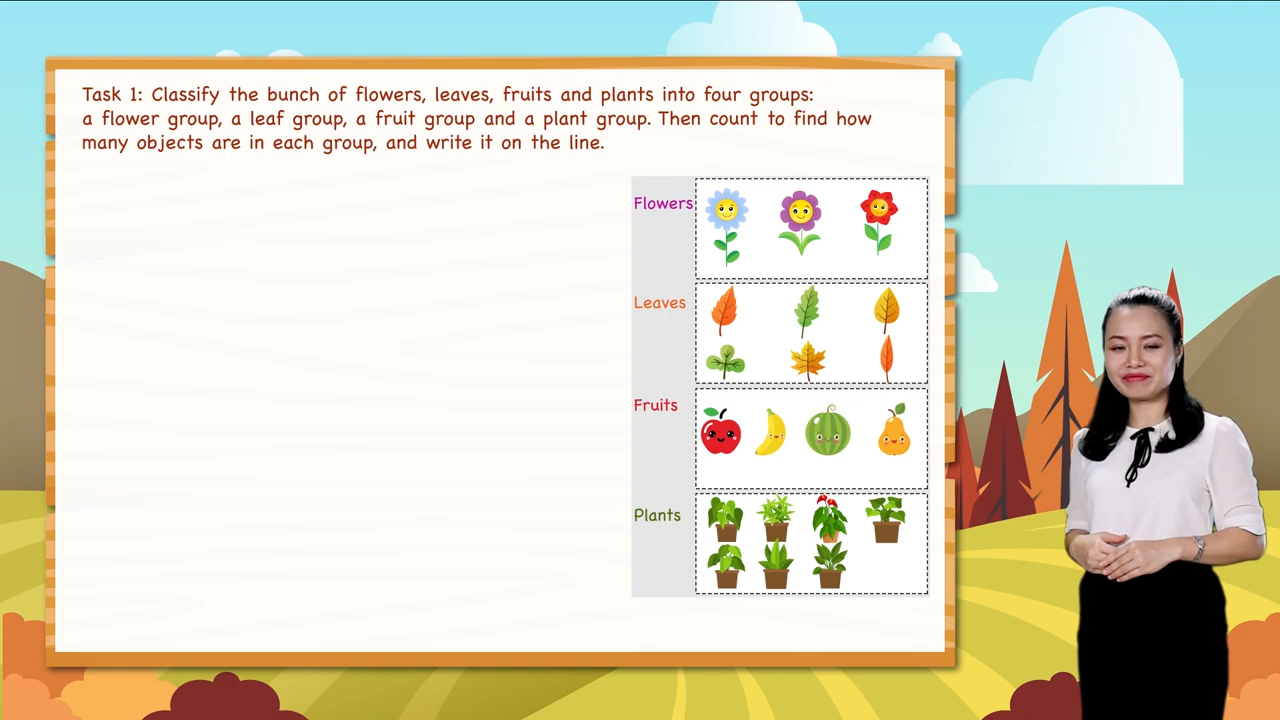 Task 1: Classify the bunch of flowers, leaves, fruits and plants into four groups:
a flower group, a leaf group, a fruit group and a plant group. Then count to find how
many objects are in each group, and write it on the line.
Flowers
Leaves
Fruits
Plants